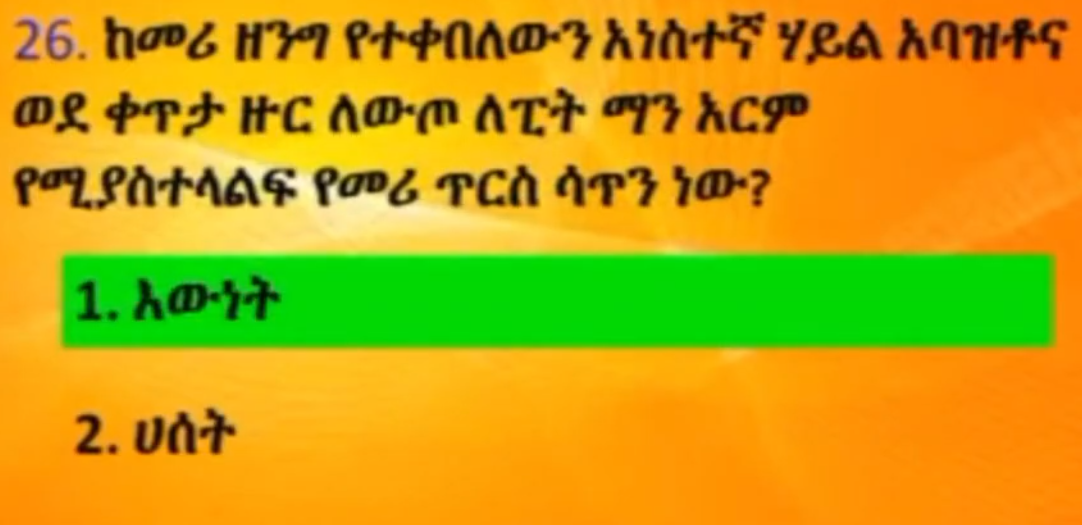 26. ከመሪ ዘንግ የተቀበለውን አነስተኛ ሃይል አባዝቶና
ወደ ቀጥታ ዙር ለውጦ ለፒት ማን አርም
የሚያስተላልፍ የመሪ ጥርስ ሳጥን ነው?
1. እውነት
2. ሀሰት